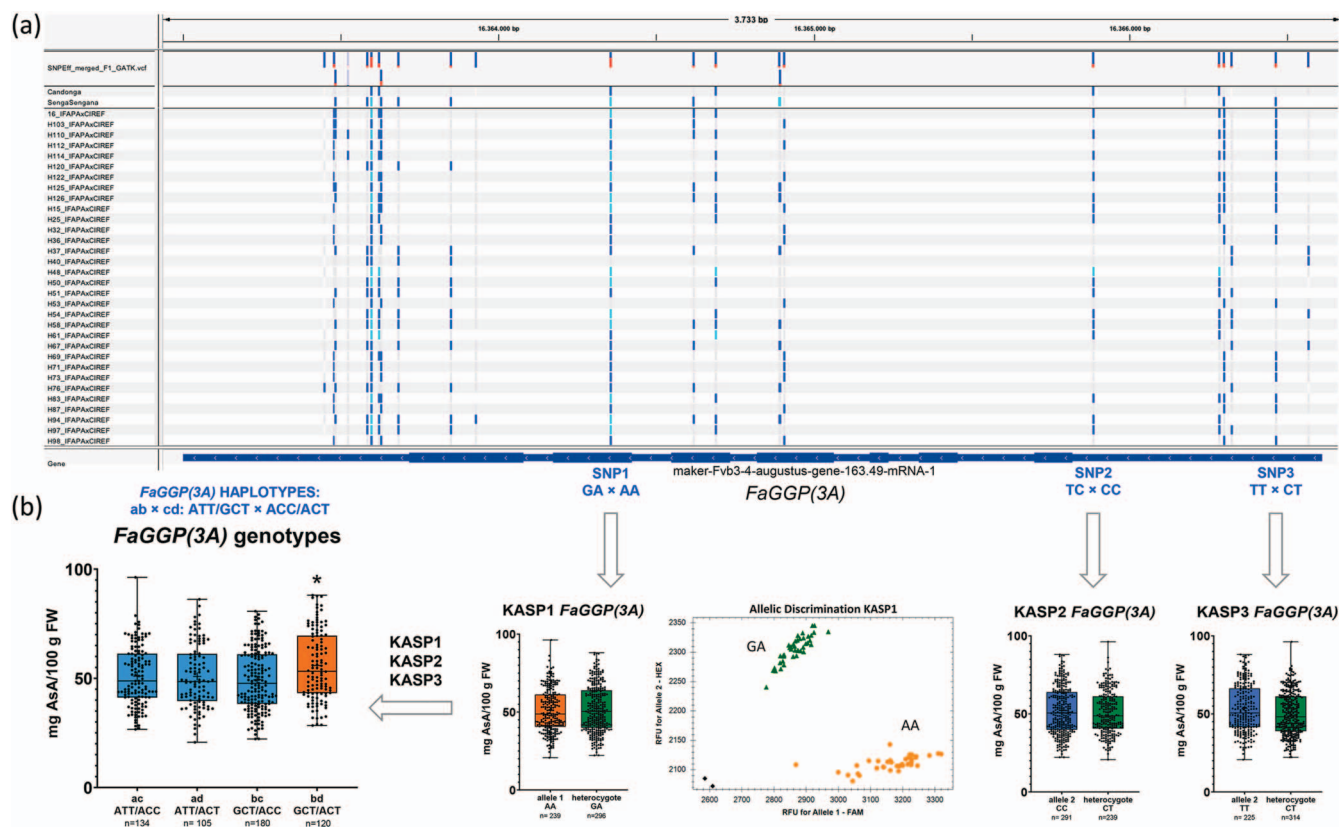 (a)
3.733 bp
16.364.000 bp
16.365.000 bp
16.366.000 bp
SNPEff_merged_F1_GATK.vcf
Candonga
SengaSengana
16_IFAPAxCIREF
H103_IFAPAxCIREF
H110_IFAPAxCIREF
H112_IFAPAxCIREF
H114_IFAPAxCIREF
H120_IFAPAxCIREF
H122_IFAPAxCIREF
H125_IFAPAxCIREF
H126_IFAPAxCIREF
H15_IFAPAxCIREF
H25_IFAPAxCIREF
H32_IFAPAxCIREF
H36_IFAPAxCIREF
H37_IFAPAxCIREF
H40_IFAPAxCIREF
H48_IFAPAxCIREF
H50_IFAPAxCIREF
H51_IFAPAxCIREF
H53_IFAPAxCIREF
H54_IFAPAxCIREF
H58_IFAPAxCIREF
H61_IFAPAxCIREF
H67_IFAPAxCIREF
H69_IFAPAxCIREF
H71_IFAPAxCIREF
H73_IFAPAxCIREF
H76_IFAPAxCIREF
H83_IFAPAxCIREF
H87_IFAPAxCIREF
H94_IFAPAxCIREF
H97_IFAPAxCIREF
H98_IFAPAxCIREF
Gene
SNP1
GA × AA
maker-Fvb3-4-augustus-gene-163.49-mRNA-1
FaGGP(3A)
SNP2
TC × CC
SNP3
TT × CT
(b)
FaGGP(3A) HAPLOTYPES:
ab × cd: ATT/GCT × ACC/ACT
FaGGP(3A) genotypes
mg AsA/100 g FW
100
50
0
*
ac
ATT/ACC
n=134
ad
ATT/ACT
n= 105
bc
GCT/ACC
n=180
bd
GCT/ACT
n=120
KASP1
KASP2
KASP3
KASP1 FaGGP(3A)
mg AsA/100 g FW
100
50
0
allele 1
AA
n= 239
heterozygote
GA
n=296
Allelic Discrimination KASP1
RFU for Allele 2 - HEX
2350
2300
2250
2200
2150
2100
GA
AA
2600 2700 2800 2900 3000 3100 3200 3300
RFU for Allele 1 - FAM
KASP2 FaGGP(3A)
mg AsA/100 g FW
100
50
0
allele 2
CC
n= 291
heterozygote
CT
n=239
KASP3 FaGGP(3A)
mg AsA/100 g FW
100
50
0
allele 2
TT
n= 225
heterozygote
CT
n=314